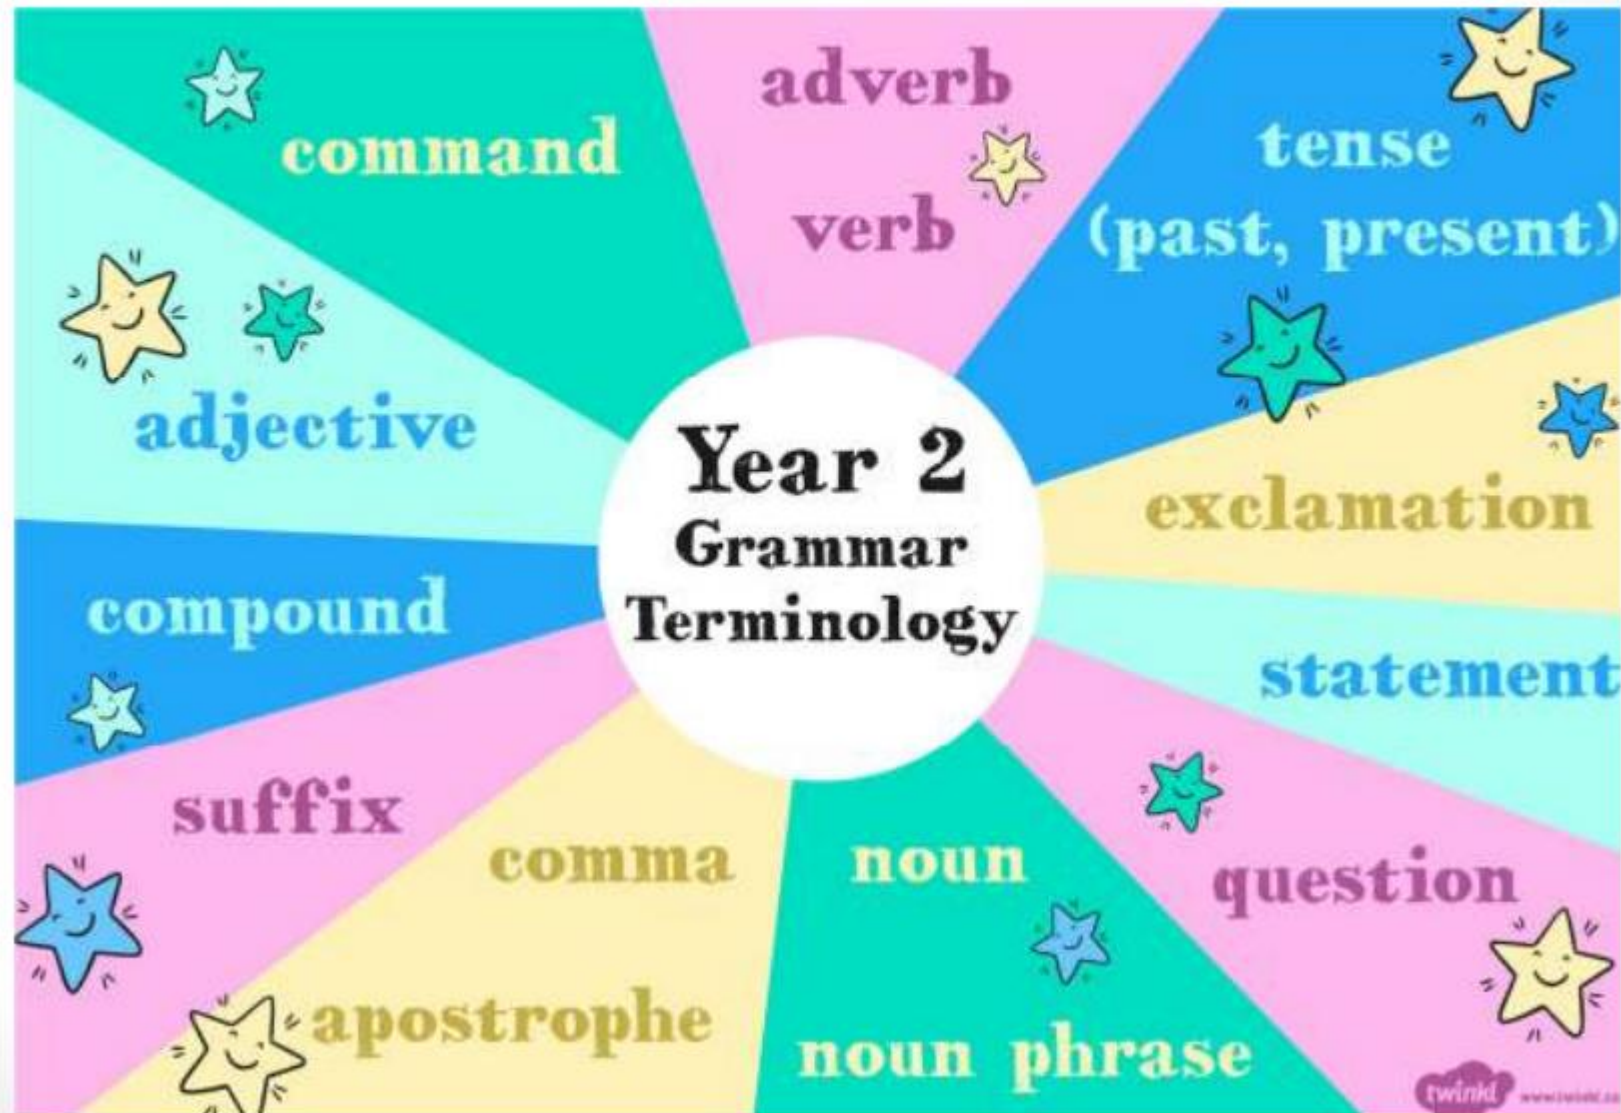 command
adverb
verb
tense
(past, present)
adjective
Year 2
Grammar
Terminology
exclamation
compound
statement
suffix
comma
apostrophe
noun
noun phrase
question
twinkl